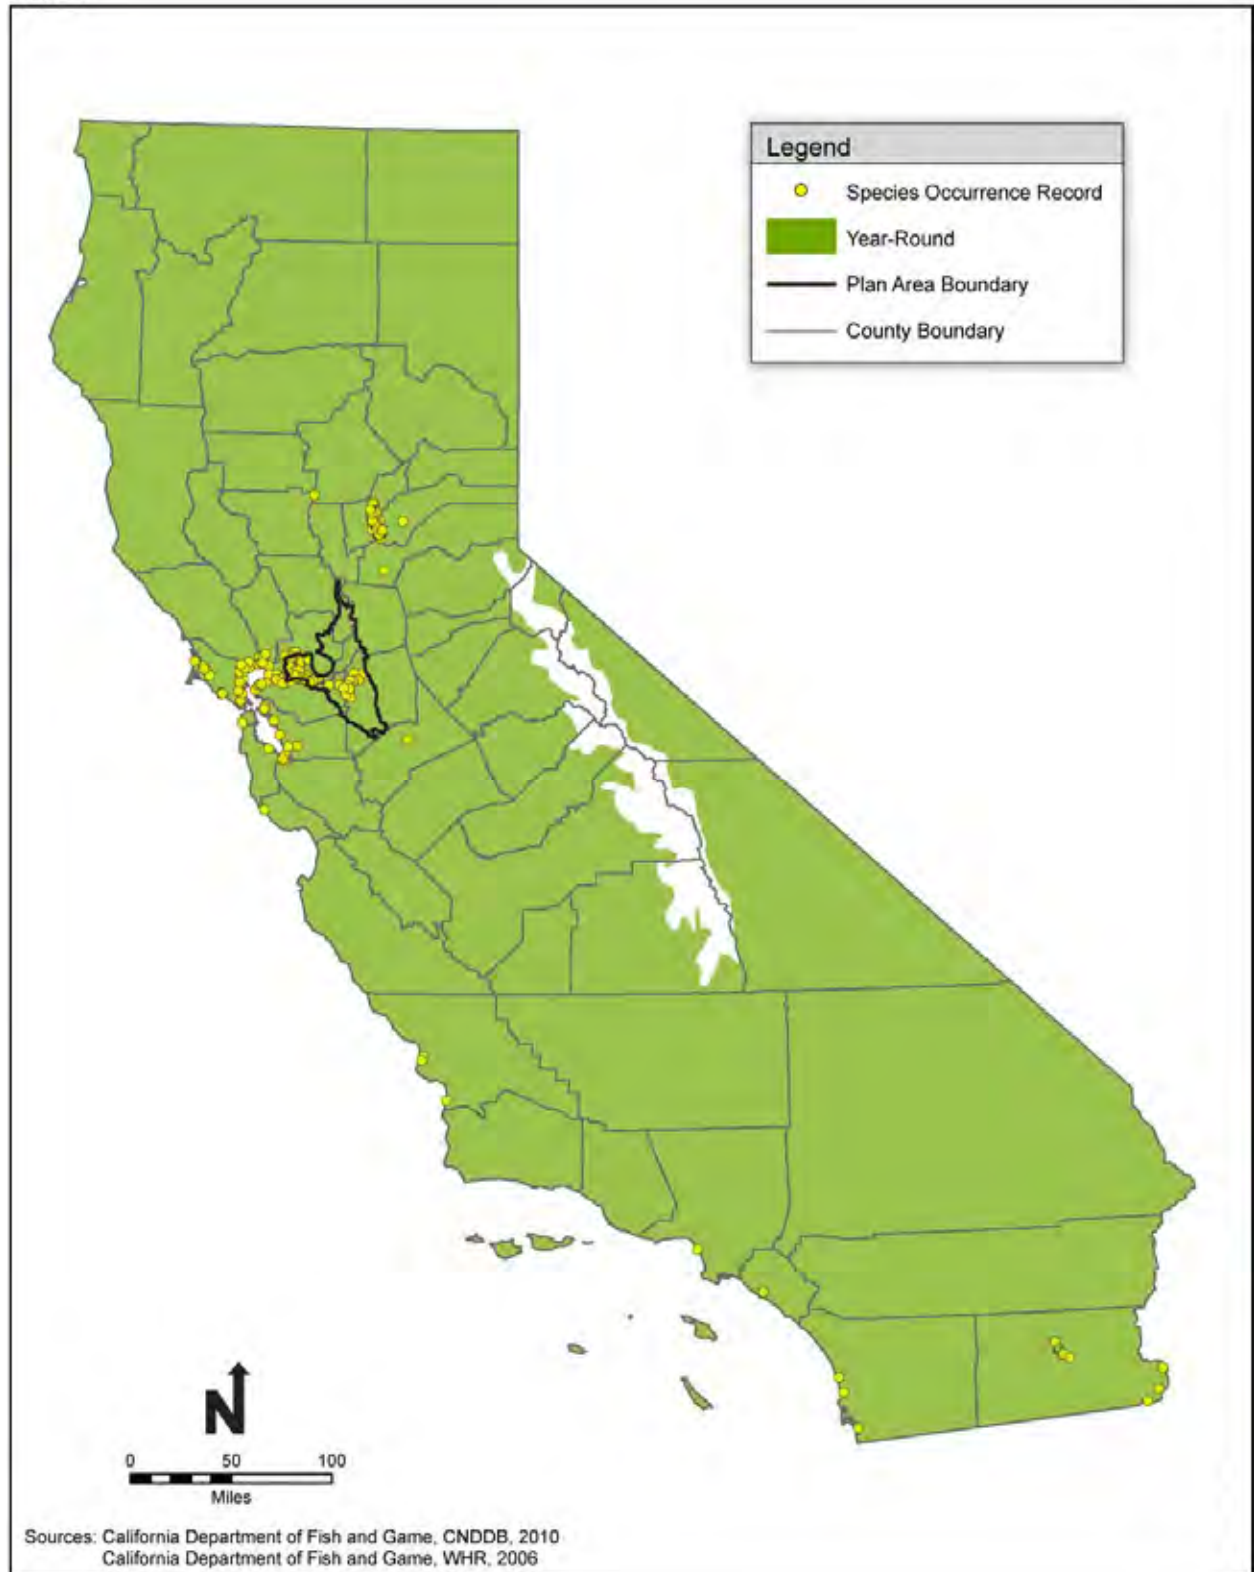 Legend
Species Occurrence Record
Year-Round
Plan Area Boundary
County Boundary
N
0 50 100
Miles
Sources: California Department of Fish and Game, CNDDB, 2010
California Department of Fish and Game, WHR, 2006